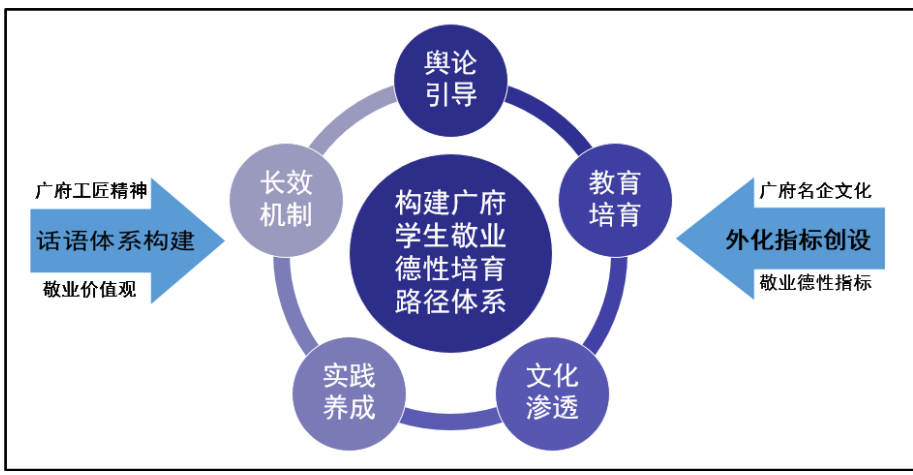 舆论
引导
长效
机制
教育
培育
广府工匠精神
话语体系构建
敬业价值观
构建广府
学生敬业
德性培育
路径体系
广府名企文化
外化指标创设
敬业德性指标
实践
养成
文化
渗透